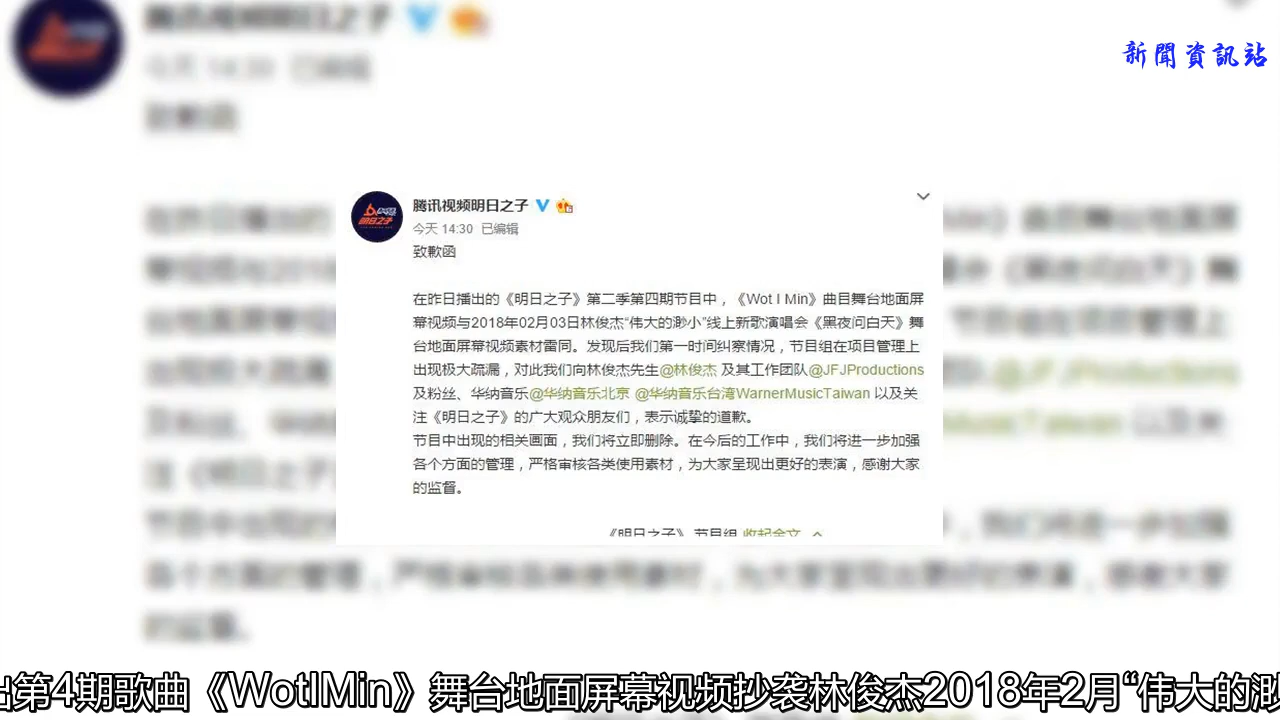 新聞資訊站
腾讯视频明日之子
今天 14:30 已编辑
致歉函
在昨日播出的《明日之子》第二季第四期节目中，《Wot I Min》曲目舞台地面屏
幕视频与2018年02月03日林俊杰“伟大的渺小”线上新歌演唱会《黑夜问白天》舞
台地面屏幕视频素材雷同。发现后我们第一时间纠察情况，节目组在项目管理上
出现极大疏漏，对此我们向林俊杰先生@林俊杰 及其工作团队@JFJProductions
及粉丝、华纳音乐@华纳音乐北京 @华纳音乐台湾WarnerMusicTaiwan 以及关
注《明日之子》的广大观众朋友们，表示诚挚的道歉。
节目中出现的相关画面，我们将立即删除。在今后的工作中，我们将进一步加强
各个方面的管理，严格审核各类使用素材，为大家呈现出更好的表演，感谢大家
的监督。
《明日之子》 节目组 收起全文
出第4期歌曲《WotIMin》舞台地面屏幕视频抄袭林俊杰2018年2月“伟大的渺